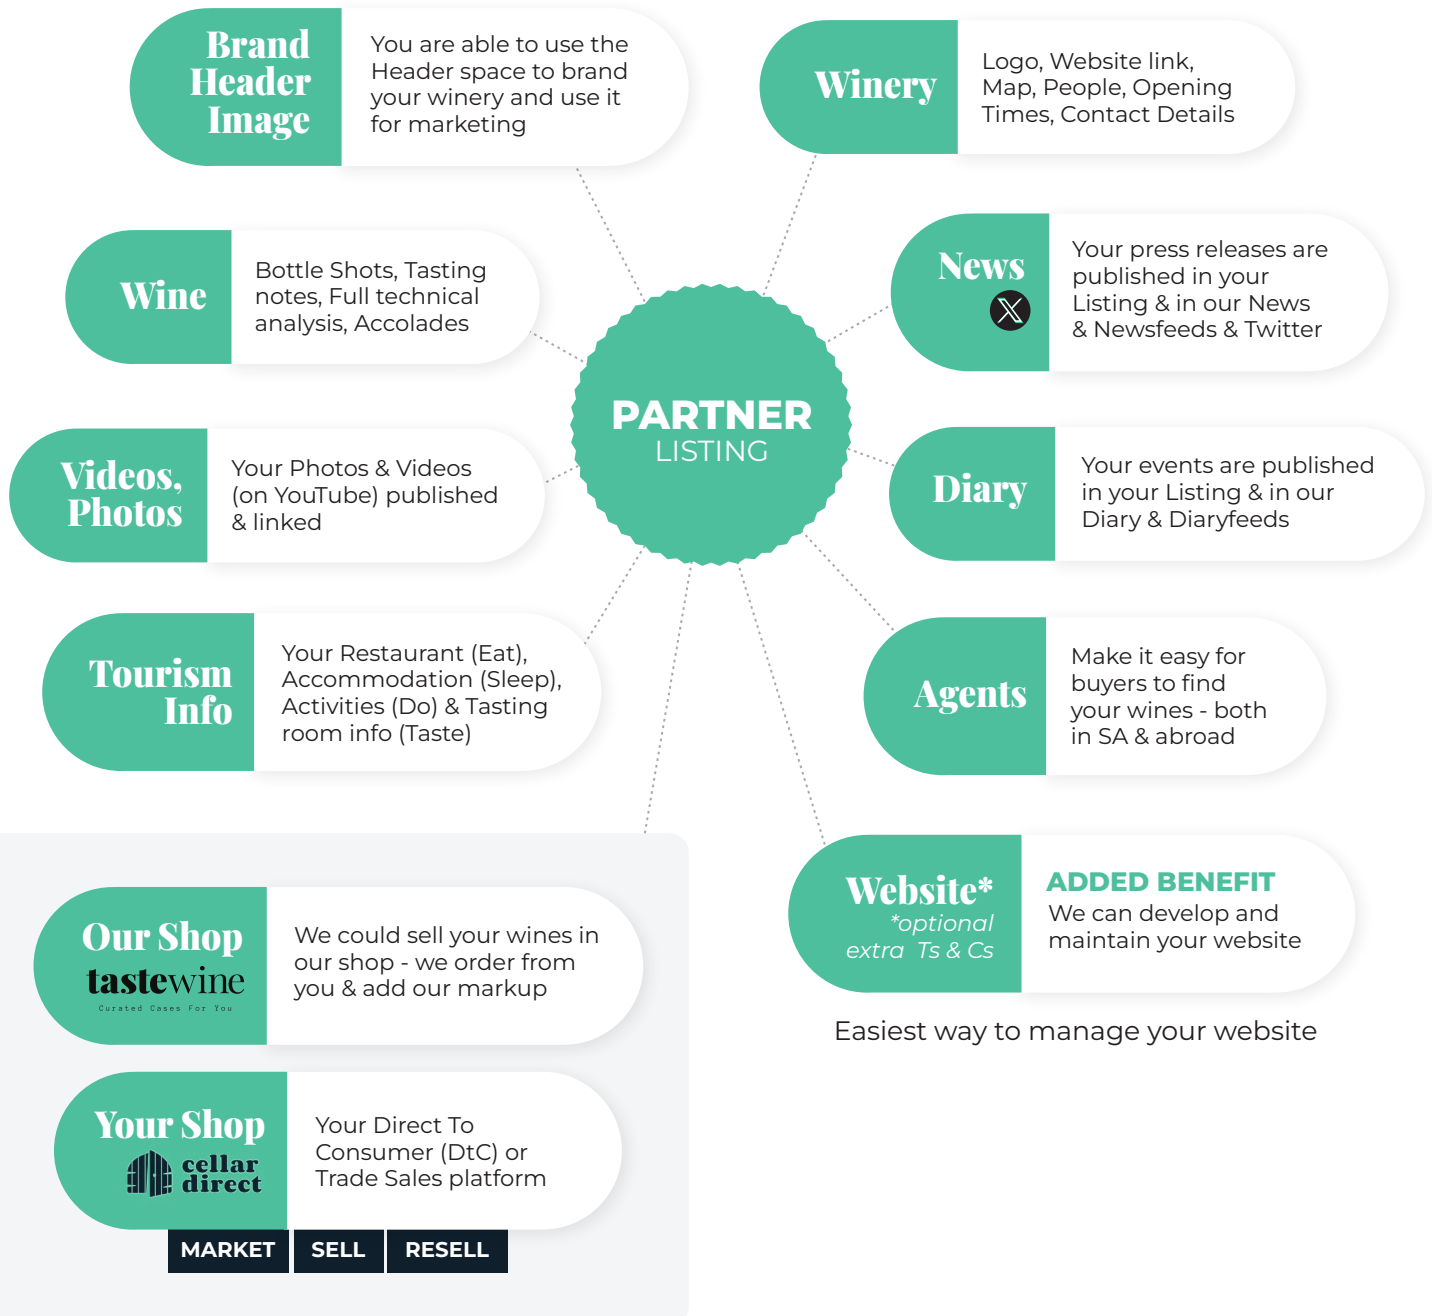 Brand
Header
Image
You are able to use the
Header space to brand
your winery and use it
for marketing
Winery
Logo, Website link,
Map, People, Opening
Times, Contact Details
Wine
Bottle Shots, Tasting
notes, Full technical
analysis, Accolades
News
Your press releases are
published in your
Listing & in our News
& Newsfeeds & Twitter
PARTNER
LISTING
Videos,
Photos
Your Photos & Videos
(on YouTube) published
& linked
Diary
Your events are published
in your Listing & in our
Diary & Diaryfeeds
Tourism
Info
Your Restaurant (Eat),
Accommodation (Sleep),
Activities (Do) & Tasting
room info (Taste)
Agents
Make it easy for
buyers to find
your wines - both
in SA & abroad
Our Shop
tastewine
Curated Cases For You
We could sell your wines in
our shop - we order from
you & add our markup
Website*
*optional
extra Ts & Cs
ADDED BENEFIT
We can develop and
maintain your website
Easiest way to manage your website
Your Shop
cellar
direct
Your Direct To
Consumer (DtC) or
Trade Sales platform
MARKET SELL RESELL